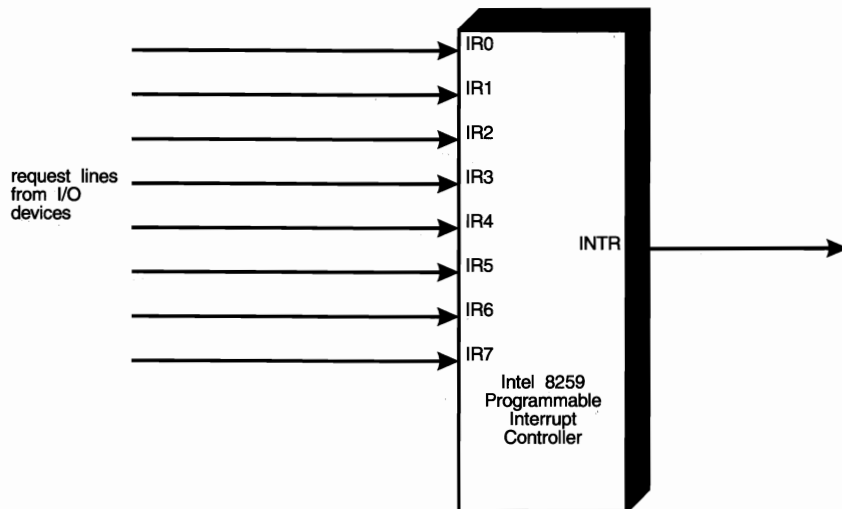 request lines
from I/O
devices
IR0
IR1
IR2
IR3
IR4
IR5
IR6
IR7
INTR
Intel 8259
Programmable
Interrupt
Controller